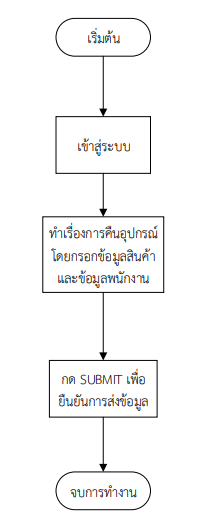 เริ่มต้น
เข้าสู่ระบบ
ทำเรื่องการคืนอุปกรณ์
โดยกรอกข้อมูลสินค้า
และข้อมูลพนักงาน
กด SUBMIT เพื่อ
ยืนยันการส่งข้อมูล
จบการทำงาน